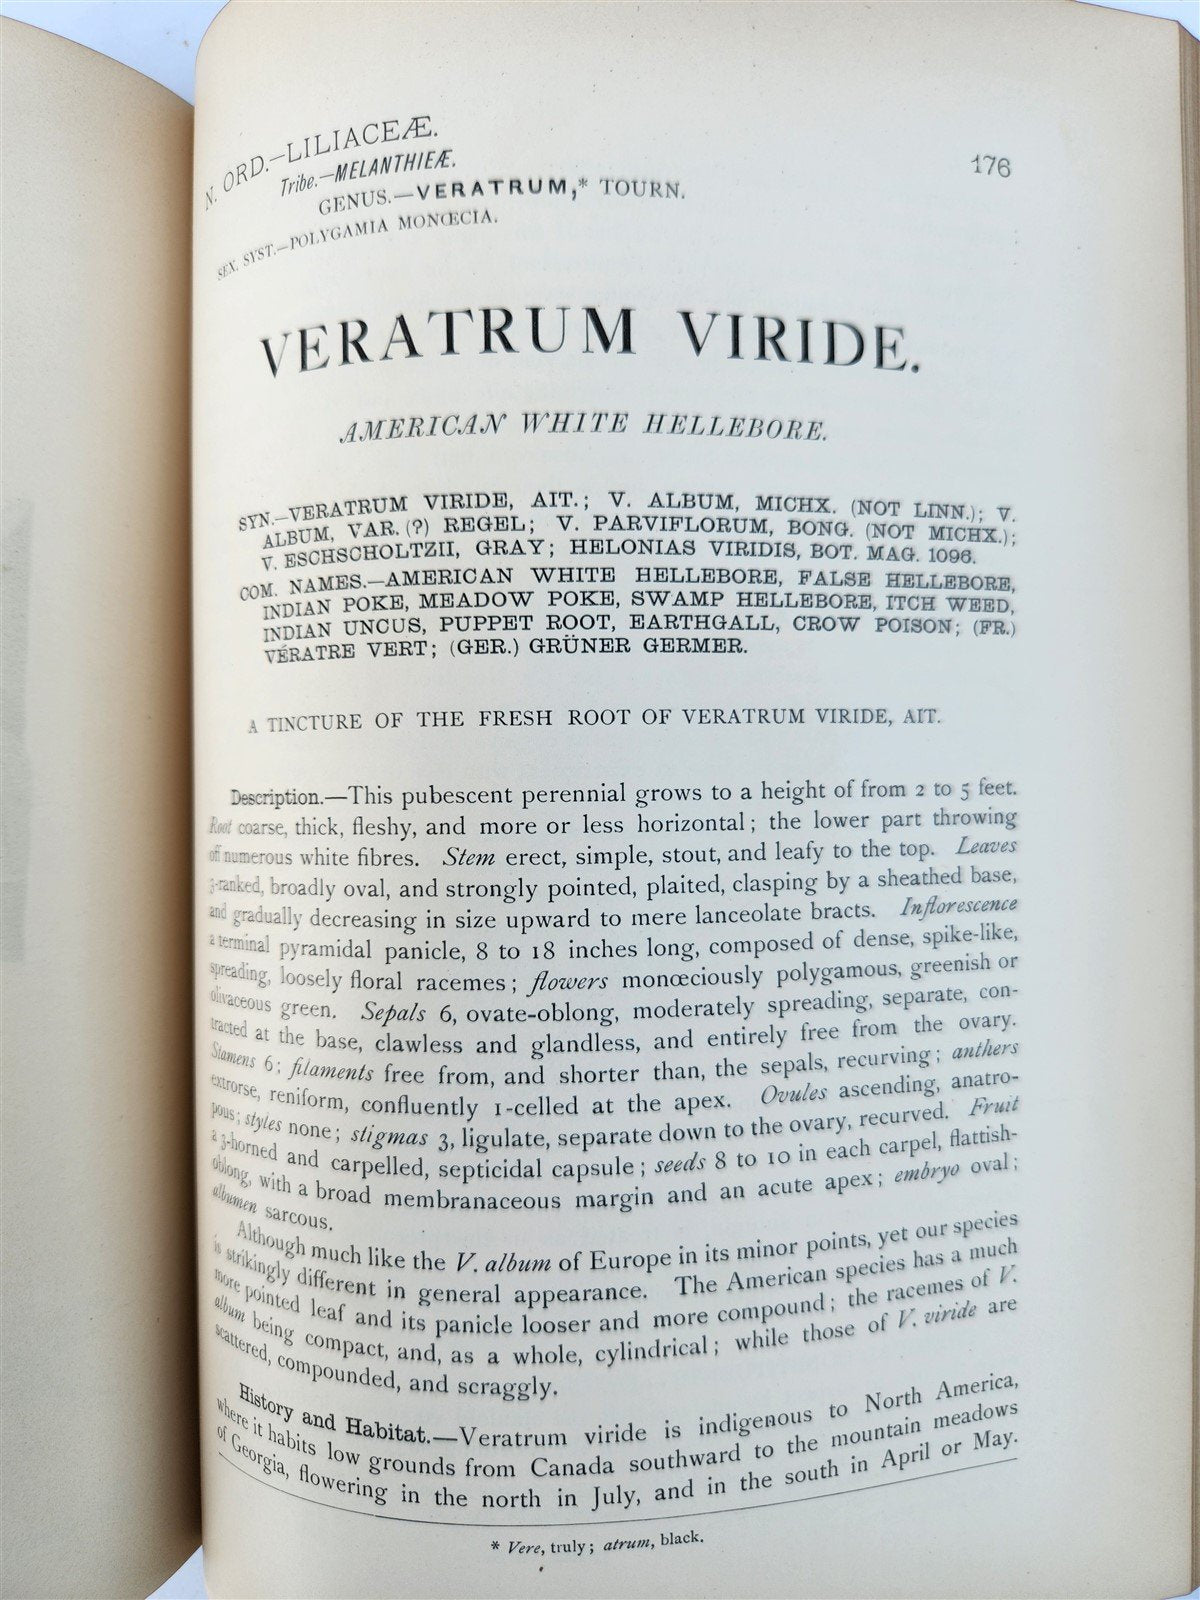 N. ORD.—LILIACEÆ.
Tribe.—MELANTHIEÆ.
GENUS.—VERATRUM,* TOURN.
SEX. SYST.—POLYGAMIA MONŒCIA.
176
VERATRUM VIRIDE.
AMERICAN WHITE HELLEBORE.
SYN.—VERATRUM VIRIDE, AIT.; V. ALBUM, MICHX. (NOT LINN.); V.
ALBUM, VAR. (?) REGEL; V. PARVIFLORUM, BONG. (NOT MICHX.);
V. ESCHSCHOLTZII, GRAY; HELONIAS VIRIDIS, BOT. MAG. 1096.
COM. NAMES.—AMERICAN WHITE HELLEBORE, FALSE HELLEBORE,
INDIAN POKE, MEADOW POKE, SWAMP HELLEBORE, ITCH WEED,
INDIAN UNCUS, PUPPET ROOT, EARTHGALL, CROW POISON; (FR.)
VÉRATRE VERT; (GER.) GRÜNER GERMER.
A TINCTURE OF THE FRESH ROOT OF VERATRUM VIRIDE, AIT.
Description.—This pubescent perennial grows to a height of from 2 to 5 feet.
Root coarse, thick, fleshy, and more or less horizontal; the lower part throwing
off numerous white fibres. Stem erect, simple, stout, and leafy to the top. Leaves
3-ranked, broadly oval, and strongly pointed, plaited, clasping by a sheathed base,
and gradually decreasing in size upward to mere lanceolate bracts. Inflorescence
a terminal pyramidal panicle, 8 to 18 inches long, composed of dense, spike-like,
spreading, loosely floral racemes; flowers monœciously polygamous, greenish or
olivaceous green. Sepals 6, ovate-oblong, moderately spreading, separate, con-
tracted at the base, clawless and glandless, and entirely free from the ovary.
Stamens 6; filaments free from, and shorter than, the sepals, recurving; anthers
extrorse, reniform, confluently 1-celled at the apex. Ovules ascending, anatro-
pous; styles none; stigmas 3, ligulate, separate down to the ovary, recurved. Fruit
a 3-horned and carpelled, septicidal capsule; seeds 8 to 10 in each carpel, flattish-
oblong, with a broad membranaceous margin and an acute apex; embryo oval;
albumen sarcous.
Although much like the V. album of Europe in its minor points, yet our species
is strikingly different in general appearance. The American species has a much
more pointed leaf and its panicle looser and more compound; the racemes of V.
album being compact, and, as a whole, cylindrical; while those of V. viride are
scattered, compounded, and scraggly.
History and Habitat.—Veratrum viride is indigenous to North America,
where it habits low grounds from Canada southward to the mountain meadows
of Georgia, flowering in the north in July, and in the south in April or May.
* Vere, truly; atrum, black.